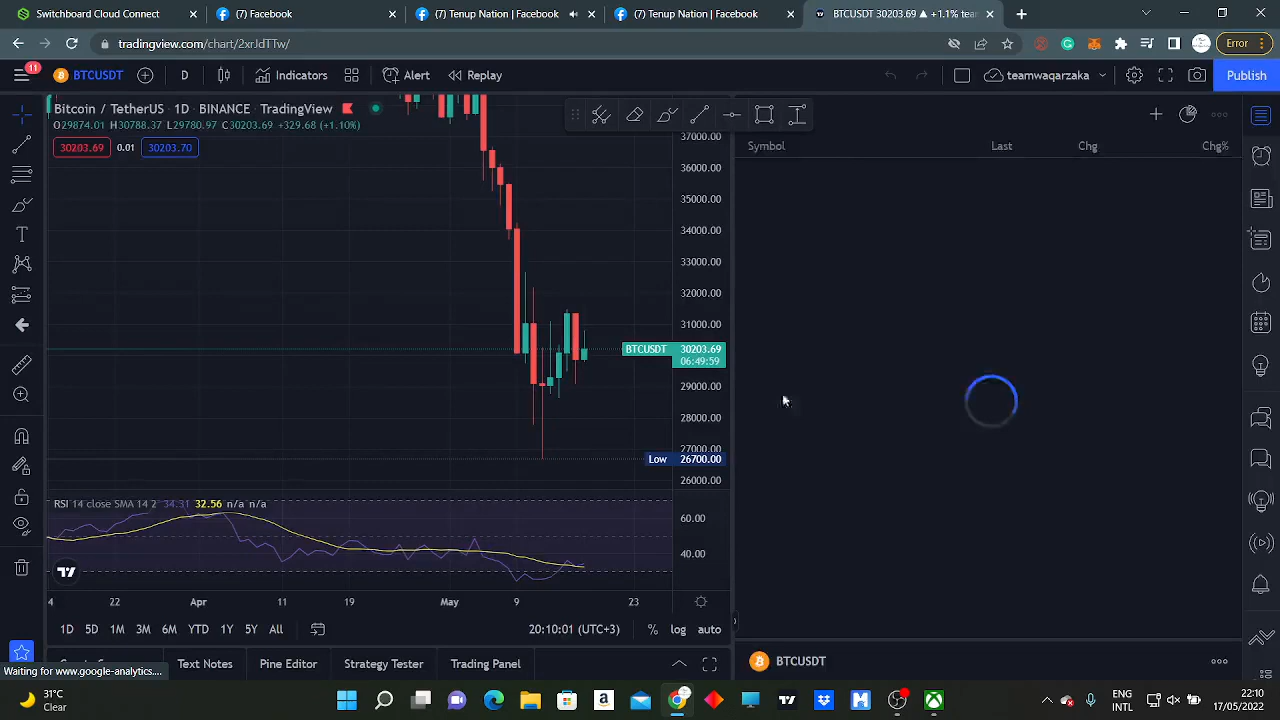 Switchboard Cloud Connect
(7) Facebook
(7) Tenup Nation | Facebook
(7) Tenup Nation | Facebook
BTCUSDT 30203.69 ▲ +1.1% tear
tradingview.com/chart/2xrJdTTw/
Error
11
BTCUSDT
D
Indicators
Alert
Replay
teamwaqarzaka
Publish
Bitcoin / TetherUS · 1D · BINANCE · TradingView
O29874.01 H30788.37 L29780.97 C30203.69 +329.68 (+1.10%)
30203.69
0.01
30203.70
Symbol
Last
Chg
Chg%
37000.00
36000.00
35000.00
34000.00
33000.00
32000.00
31000.00
BTCUSDT 30203.69
06:49:59
29000.00
28000.00
27000.00
Low 26700.00
26000.00
RSI 14 close SMA 14 2 34.31 32.56 n/a n/a
60.00
40.00
4 22 Apr 11 19 May 9 23
1D 5D 1M 3M 6M YTD 1Y 5Y All
20:10:01 (UTC+3)
% log auto
Text Notes
Pine Editor
Strategy Tester
Trading Panel
BTCUSDT
Waiting for www.google-analytics....
31°C
Clear
ENG
INTL
22:10
17/05/2022